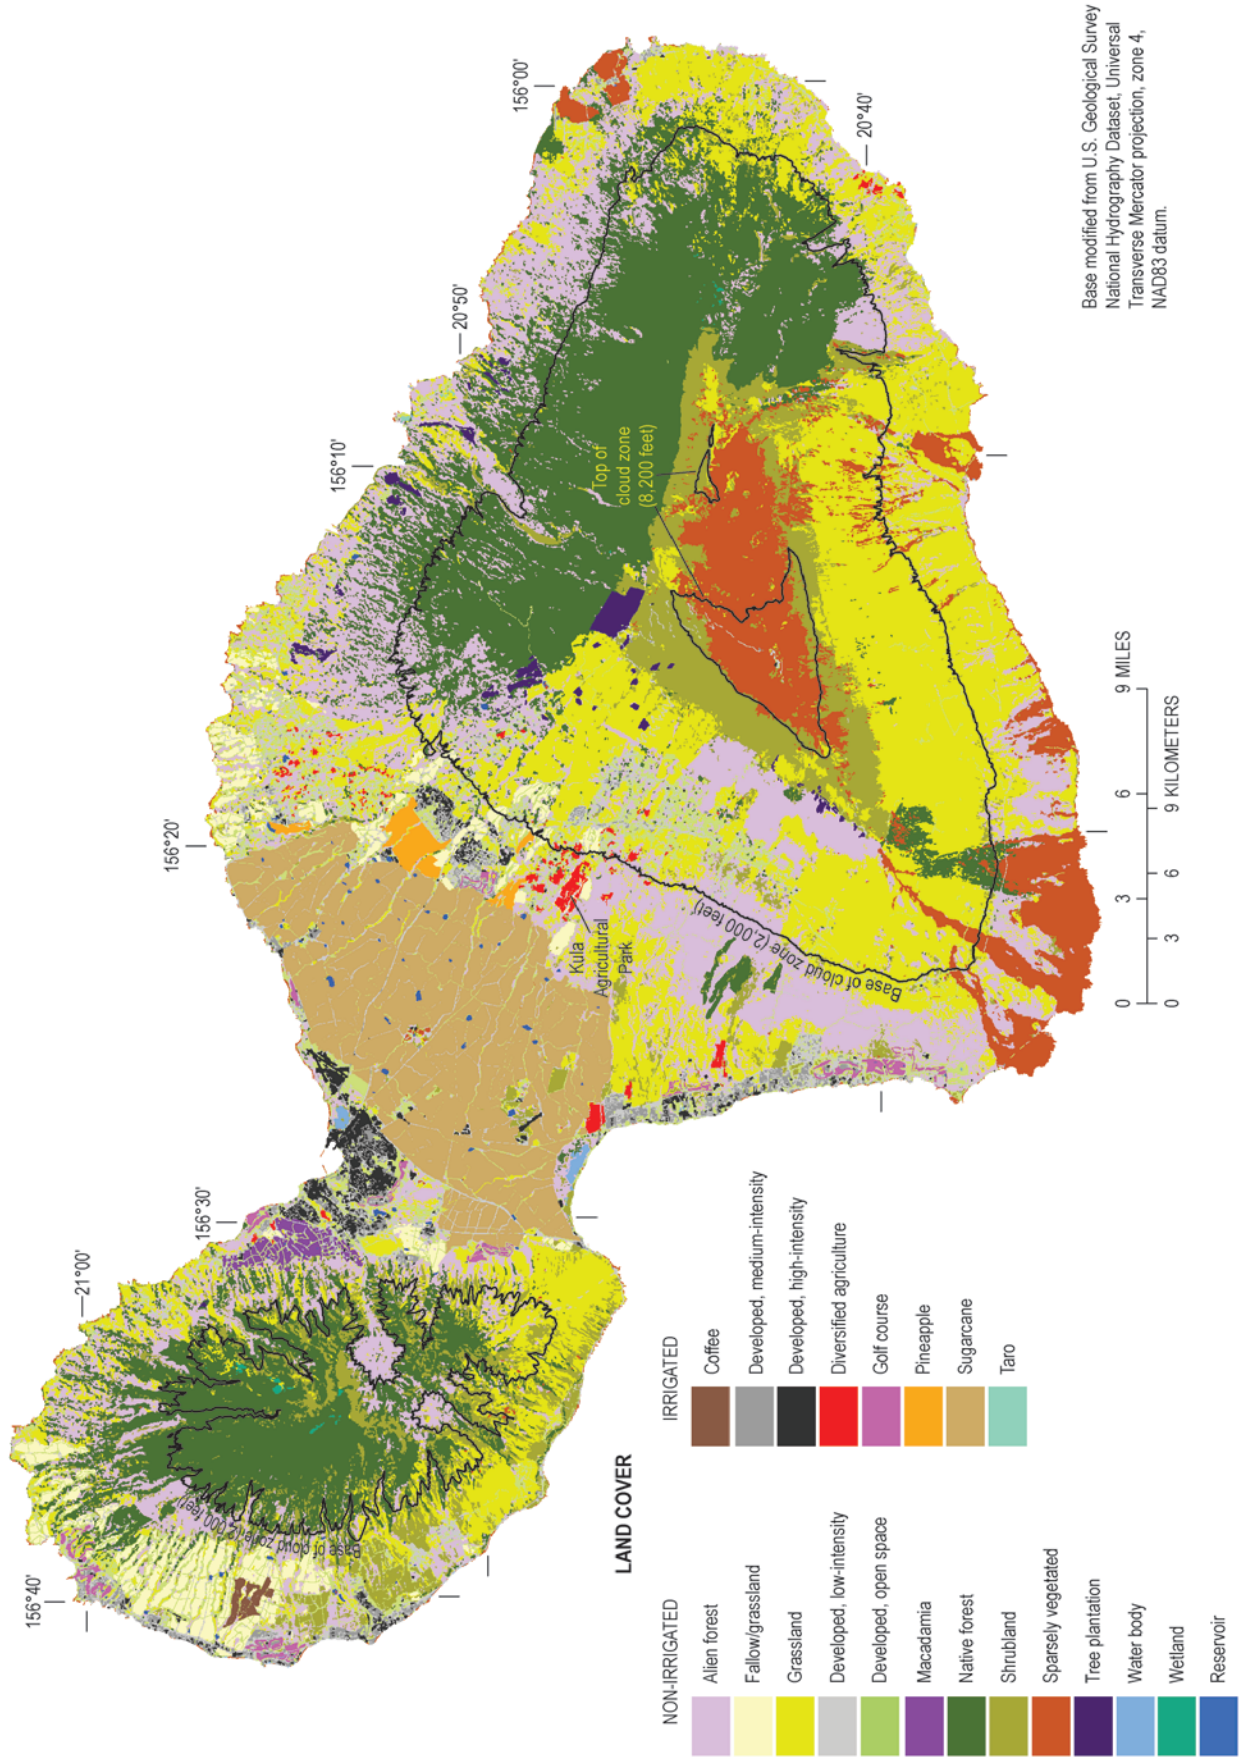 156°40'
21°00'
156°30'
156°20'
156°10'
20°50'
156°00'
20°40'
Base of cloud zone (2,000 feet)
Base of cloud zone (2,000 feet)
Top of
cloud zone
(8,200 feet)
Kula
Agricultural
Park
LAND COVER
NON-IRRIGATED
Alien forest
Fallow/grassland
Grassland
Developed, low-intensity
Developed, open space
Macadamia
Native forest
Shrubland
Sparsely vegetated
Tree plantation
Water body
Wetland
Reservoir
IRRIGATED
Coffee
Developed, medium-intensity
Developed, high-intensity
Diversified agriculture
Golf course
Pineapple
Sugarcane
Taro
0 3 6 9 MILES
0 3 6 9 KILOMETERS
Base modified from U.S. Geological Survey
National Hydrography Dataset, Universal
Transverse Mercator projection, zone 4,
NAD83 datum.